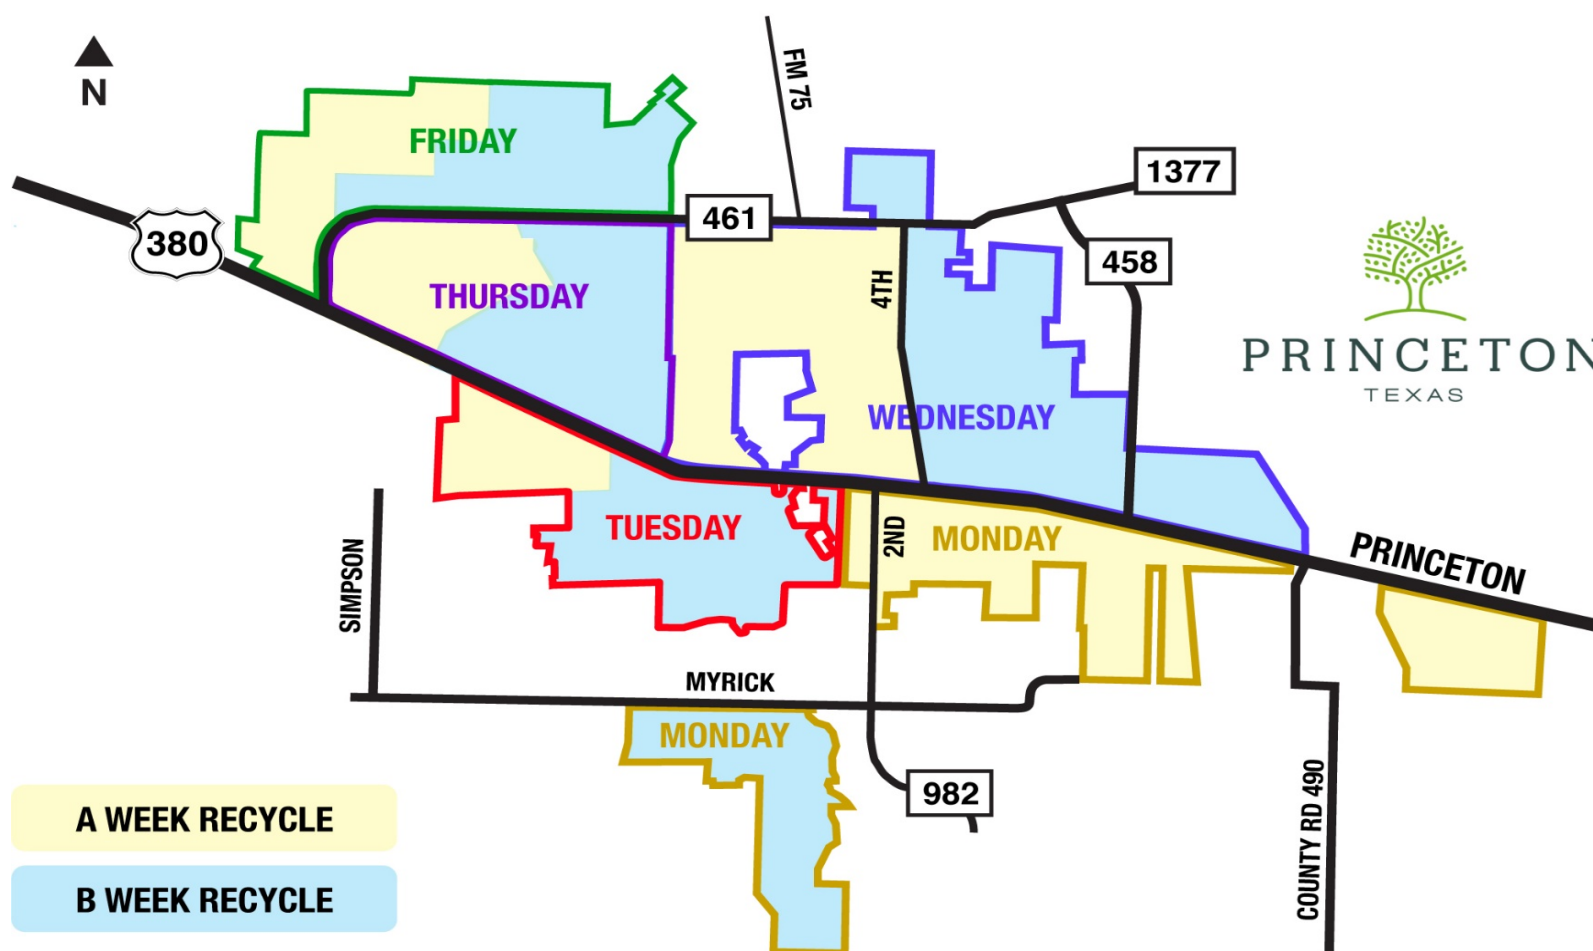 N
FM 75
FRIDAY
1377
461
380
458
4TH
THURSDAY
PRINCETON
TEXAS
WEDNESDAY
TUESDAY
2ND
MONDAY
PRINCETON
SIMPSON
MYRICK
MONDAY
982
COUNTY RD 490
A WEEK RECYCLE
B WEEK RECYCLE